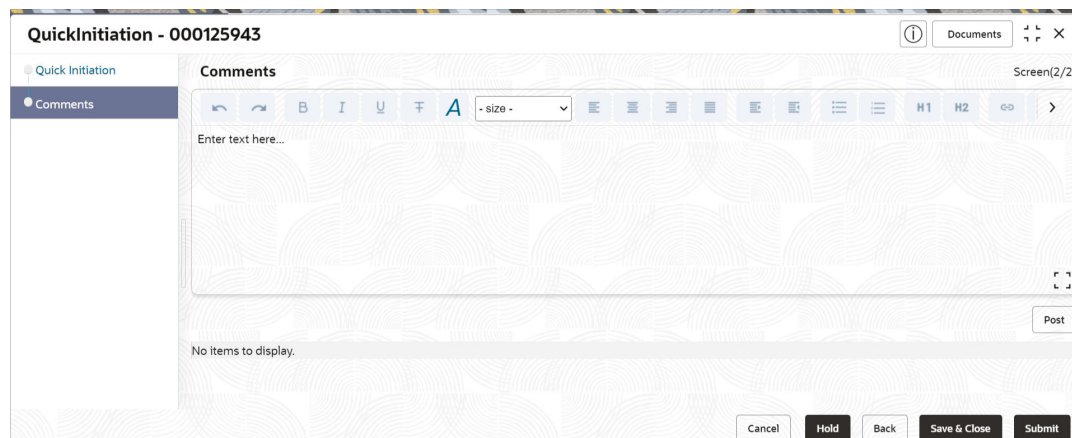 QuickInitiation - 000125943
Documents
Quick Initiation
Comments
Comments
Screen(2/2
B I U T A - size - H1 H2
Enter text here...
Post
No items to display.
Cancel Hold Back Save & Close Submit